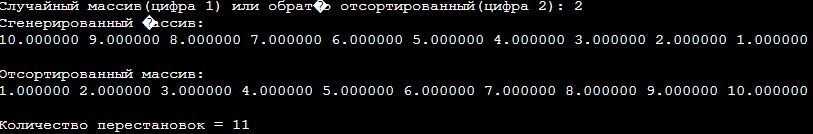 Случайный массив(цифра 1) или обрат�ь отсортированный(цифра 2): 2
Сгенерированный �ассив:
10.000000 9.000000 8.000000 7.000000 6.000000 5.000000 4.000000 3.000000 2.000000 1.000000
Отсортированный массив:
1.000000 2.000000 3.000000 4.000000 5.000000 6.000000 7.000000 8.000000 9.000000 10.000000
Количество перестановок = 11